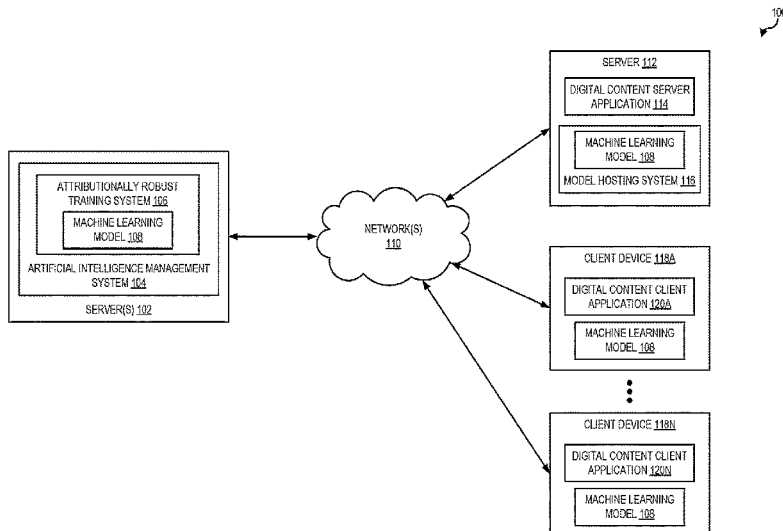 100
SERVER 112
DIGITAL CONTENT SERVER
APPLICATION 114
MACHINE LEARNING
MODEL 108
MODEL HOSTING SYSTEM 116
ATTRIBUTIONALLY ROBUST
TRAINING SYSTEM 106
MACHINE LEARNING
MODEL 108
ARTIFICIAL INTELLIGENCE MANAGEMENT
SYSTEM 104
SERVER(S) 102
NETWORK(S)
110
CLIENT DEVICE 118A
DIGITAL CONTENT CLIENT
APPLICATION 120A
MACHINE LEARNING
MODEL 108
CLIENT DEVICE 118N
DIGITAL CONTENT CLIENT
APPLICATION 120N
MACHINE LEARNING
MODEL 108